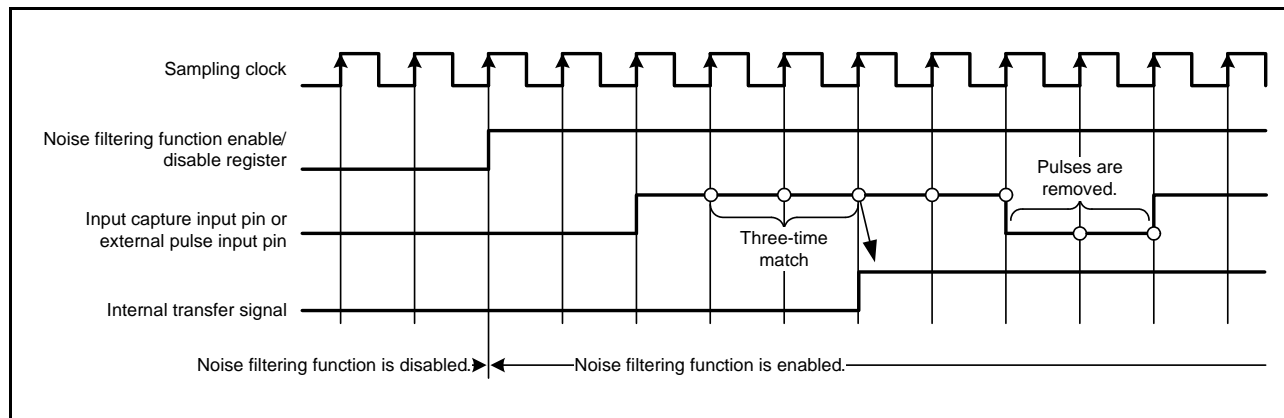 Sampling clock
Noise filtering function enable/
disable register
Pulses are
removed.
Input capture input pin or
external pulse input pin
Three-time
match
Internal transfer signal
Noise filtering function is disabled.
Noise filtering function is enabled.